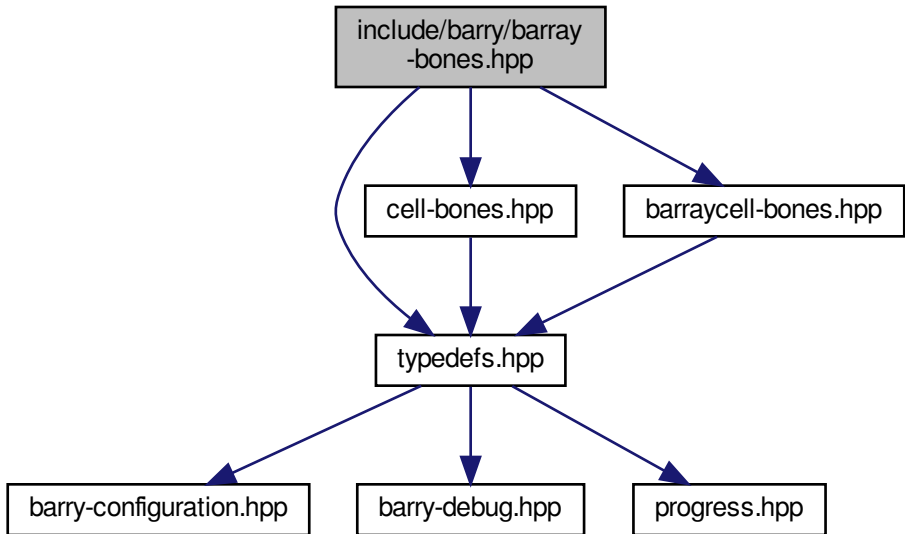 include/barry/barray
-bones.hpp
cell-bones.hpp
barraycell-bones.hpp
typedefs.hpp
barry-configuration.hpp
barry-debug.hpp
progress.hpp